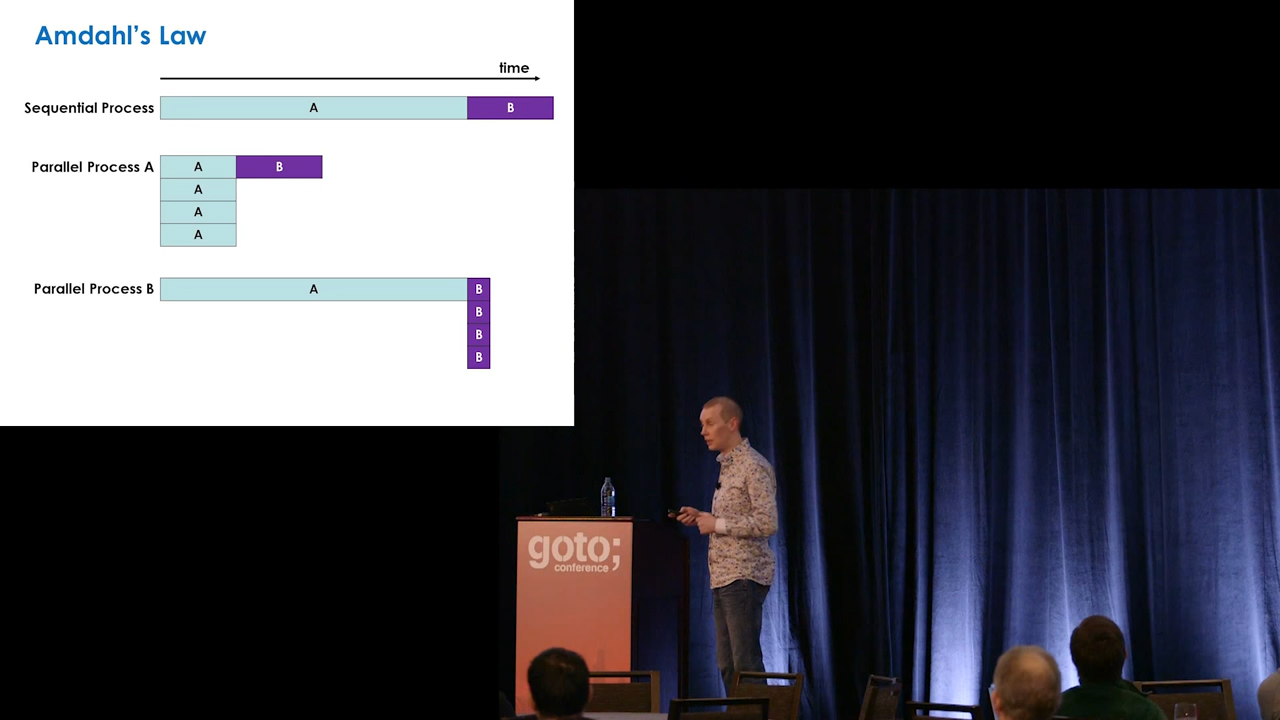 Amdahl's Law
time
Sequential Process A B
Parallel Process A A B
A
A
A
Parallel Process B A B
B
B
B
goto;
conference